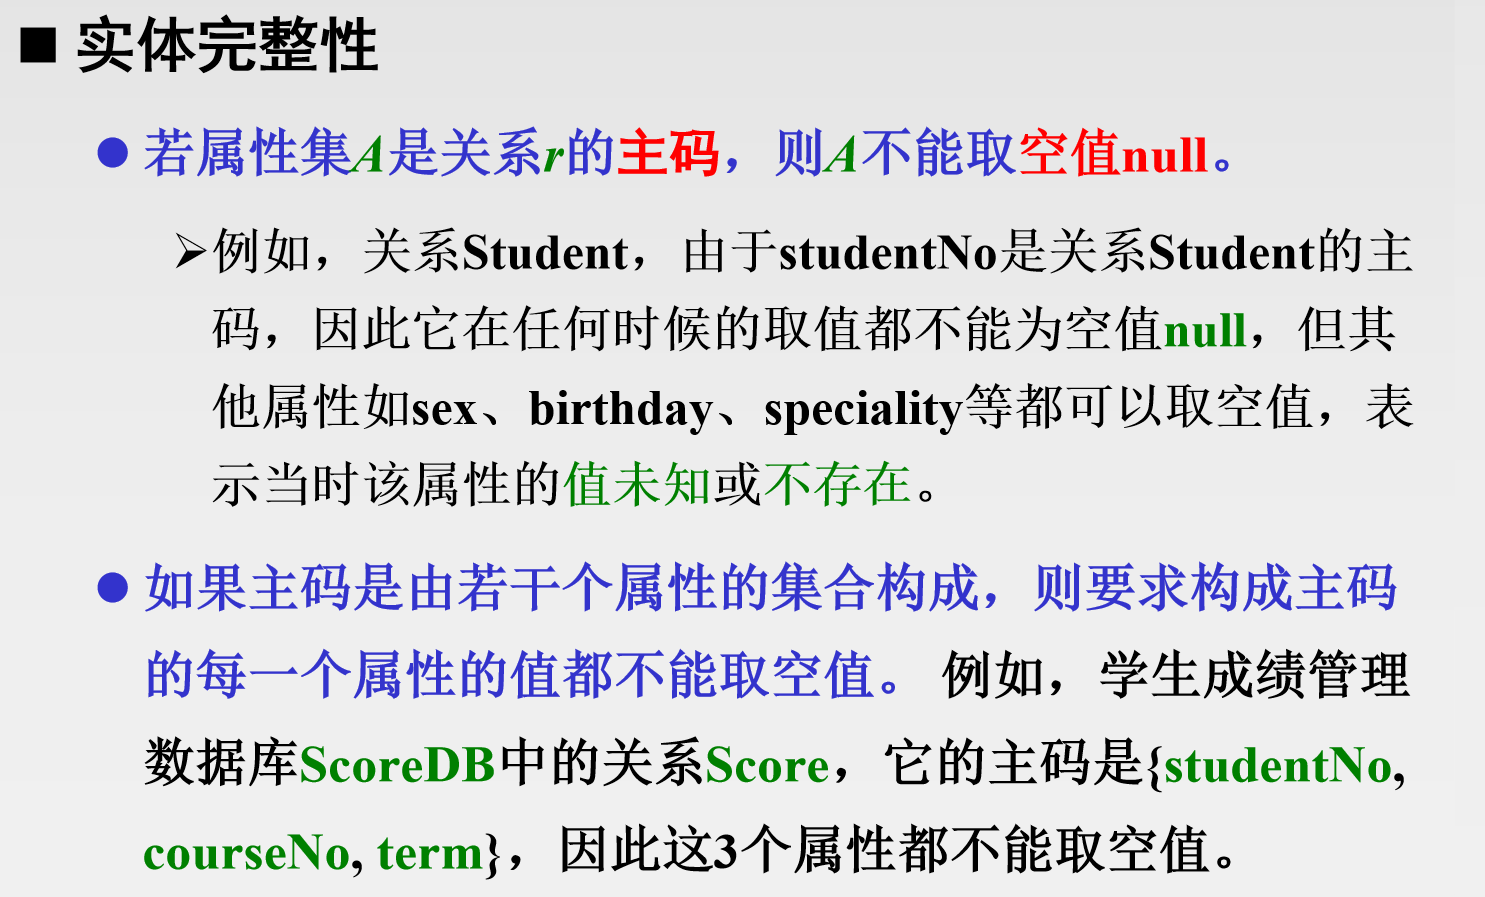 ■ 实体完整性
● 若属性集A是关系r的主码，则A不能取空值null。
➢例如，关系Student，由于studentNo是关系Student的主
码，因此它在任何时候的取值都不能为空值null，但其
他属性如sex、birthday、speciality等都可以取空值，表
示当时该属性的值未知或不存在。
● 如果主码是由若干个属性的集合构成，则要求构成主码
的每一个属性的值都不能取空值。例如，学生成绩管理
数据库ScoreDB中的关系Score，它的主码是{studentNo,
courseNo, term}，因此这3个属性都不能取空值。